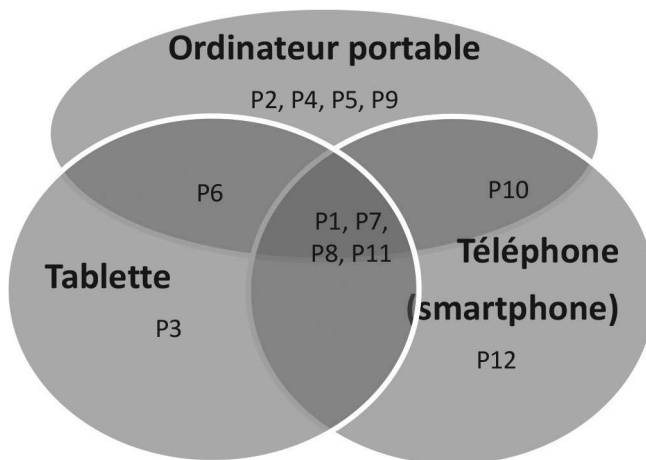 Ordinateur portable
P2, P4, P5, P9
P6
P10
P1, P7,
P8, P11
Tablette
Téléphone
(smartphone)
P3
P12